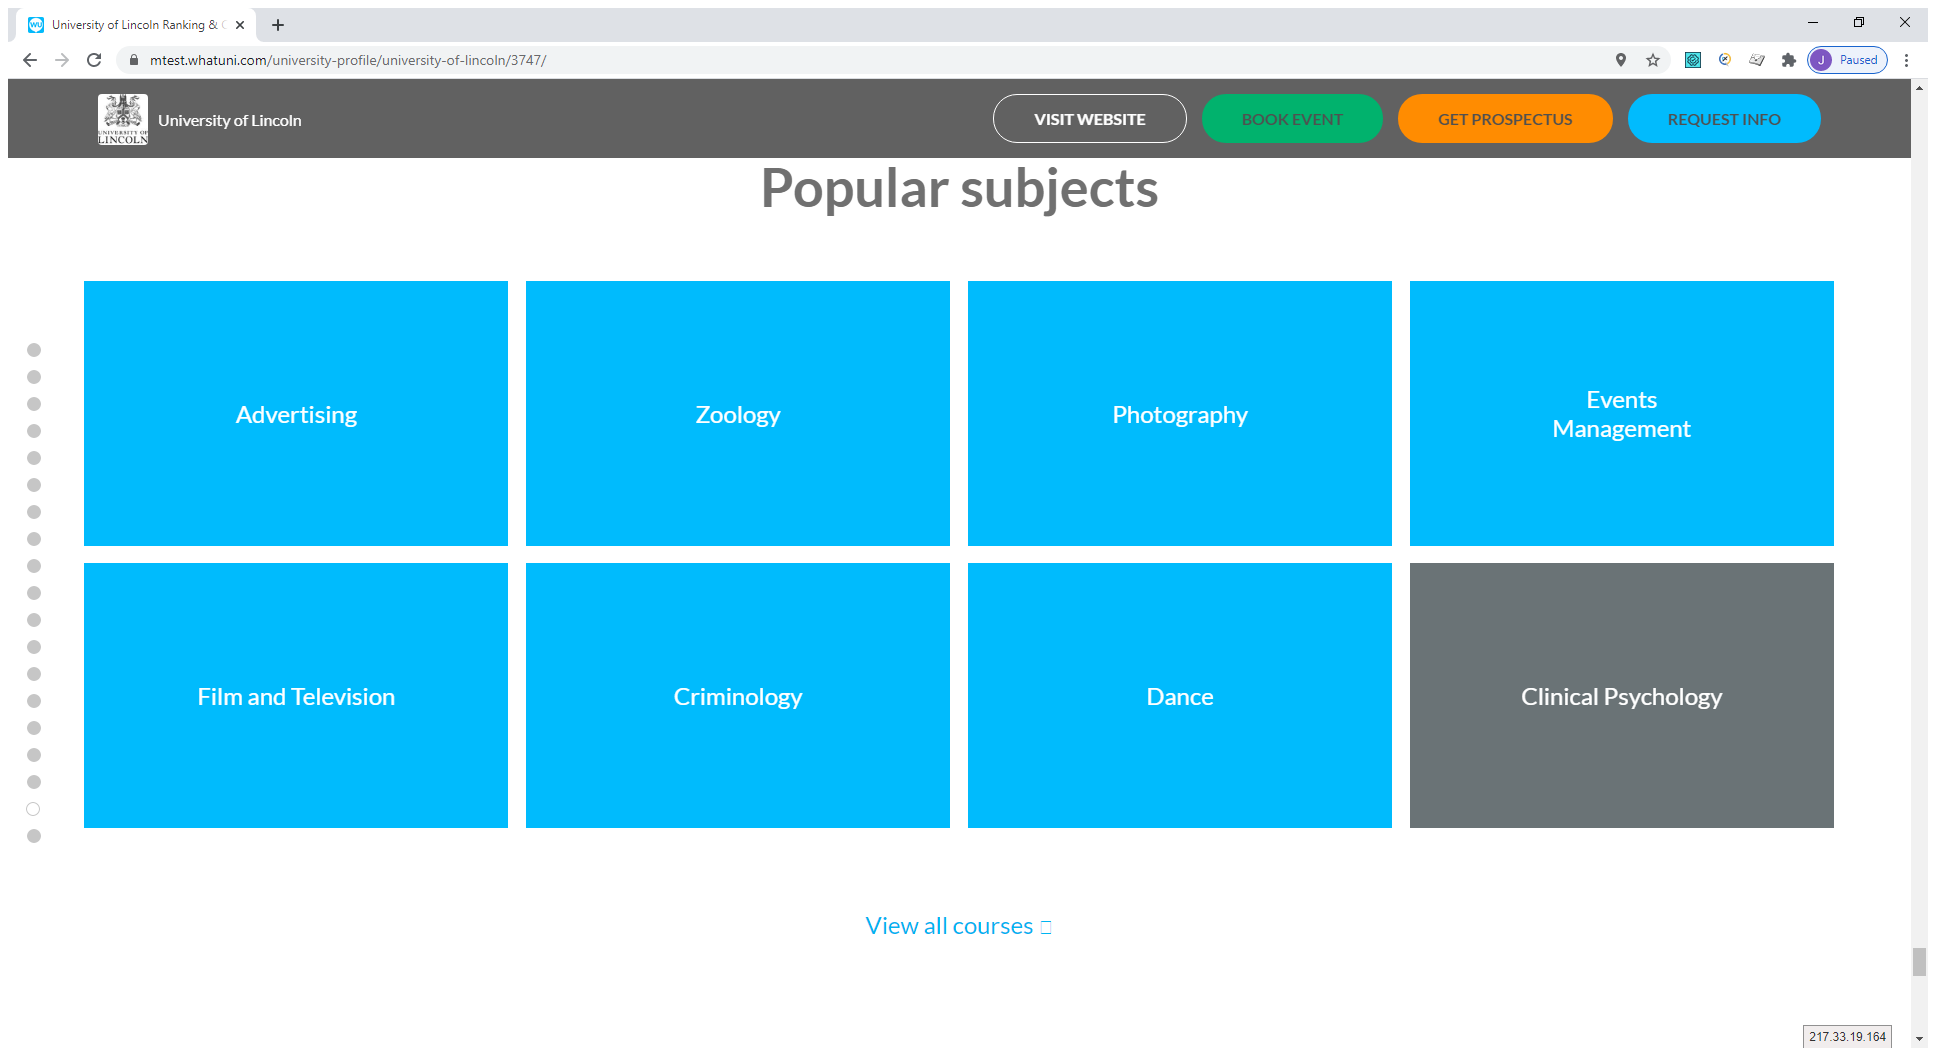 University of Lincoln Ranking &
mtest.whatuni.com/university-profile/university-of-lincoln/3747/
J Paused
UNIVERSITY OF
LINCOLN
University of Lincoln
VISIT WEBSITE
BOOK EVENT
GET PROSPECTUS
REQUEST INFO
Popular subjects
Advertising
Zoology
Photography
Events
Management
Film and Television
Criminology
Dance
Clinical Psychology
View all courses
217.33.19.164